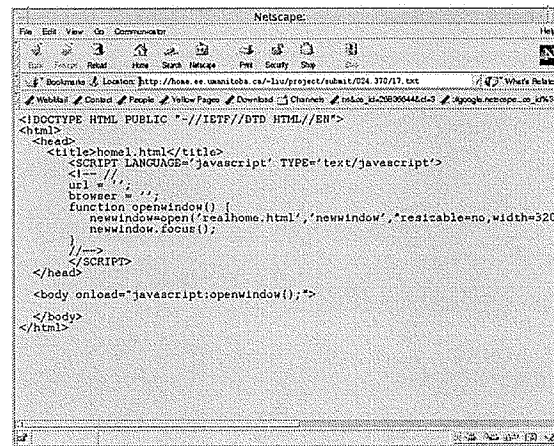 Netscape:
File Edit View Go Communicator Help
Back Forward Reload Home Search Netscape Print Security Stop
Bookmarks Location: http://home.ee.umanitoba.ca/~liu/project/submit/024.370/17.txt What's Relat
WebMail Contact People Yellow Pages Download Channels
<!DOCTYPE HTML PUBLIC "-//IETF//DTD HTML//EN">
<html>
<head>
<title>home1.html</title>
<SCRIPT LANGUAGE='javascript' TYPE='text/javascript'>
<!-- //
url = '';
browser = '';
function openwindow() {
newwindow=open('realhome.html','newwindow',"resizable=no,width=320
newwindow.focus();
}
//-->
</SCRIPT>
</head>
<body onload="javascript:openwindow();">
</body>
</html>